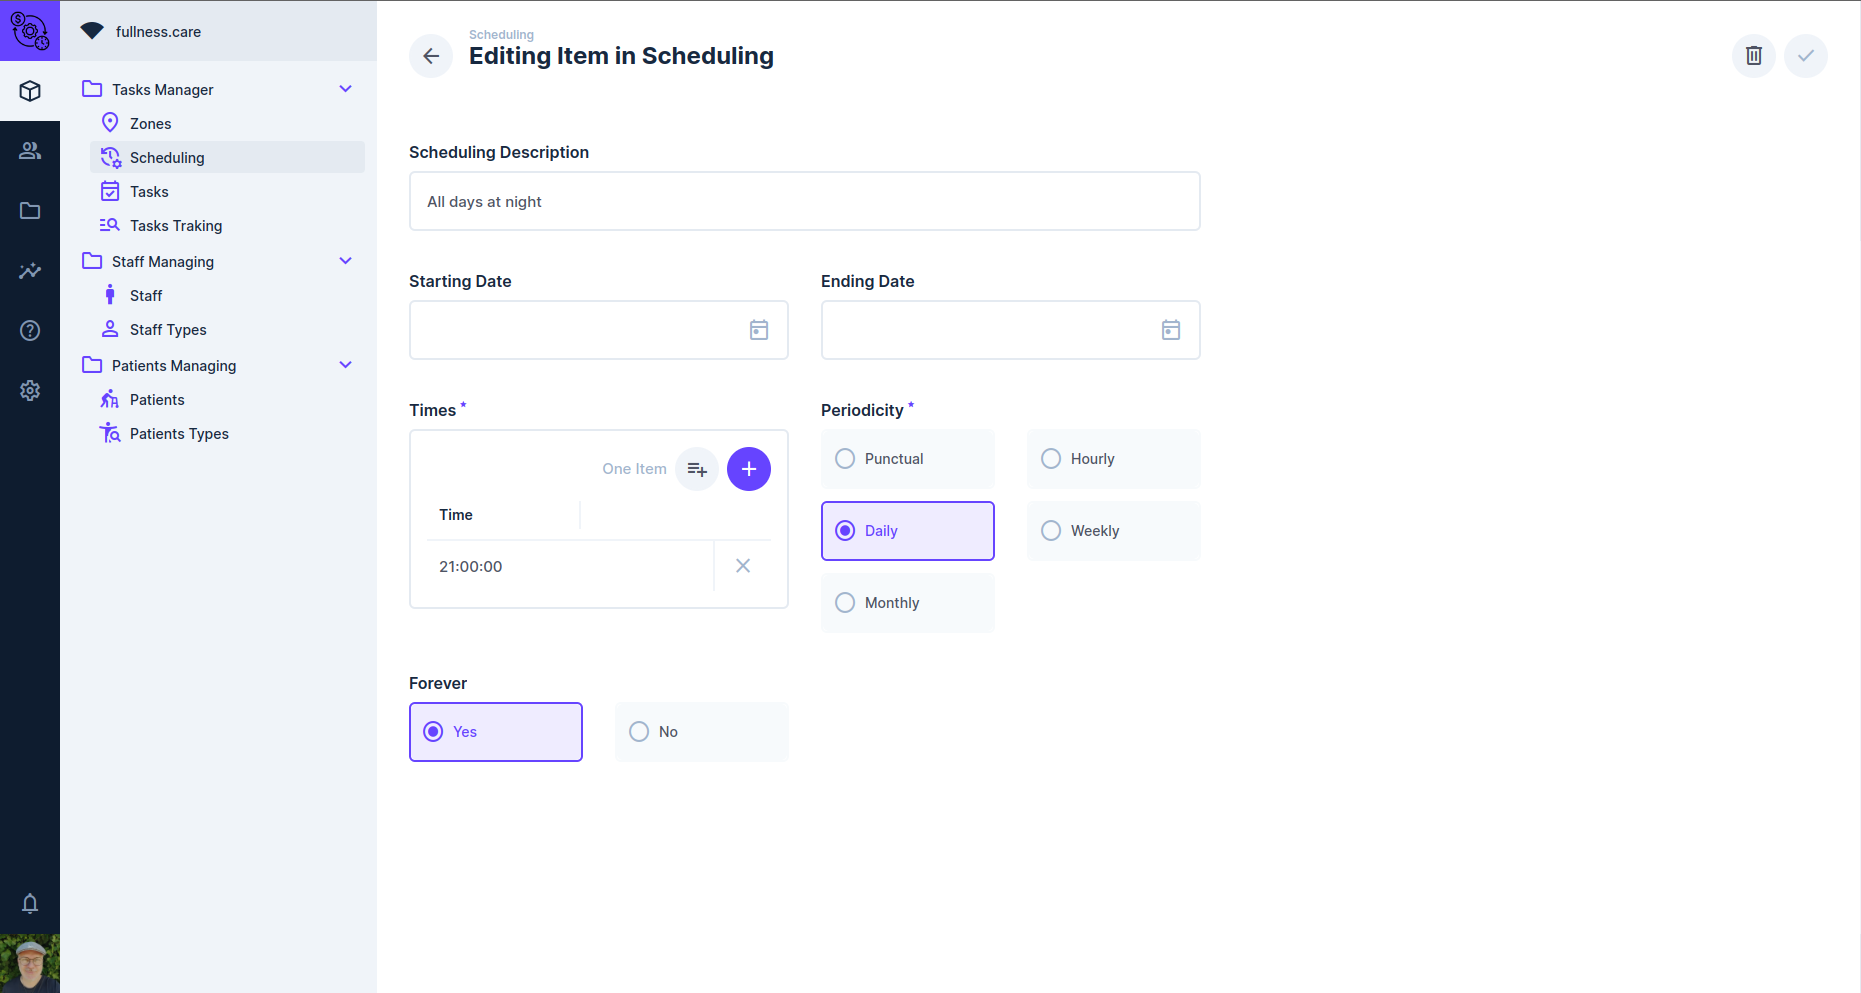 fullness.care
Tasks Manager
Zones
Scheduling
Tasks
Tasks Traking
Staff Managing
Staff
Staff Types
Patients Managing
Patients
Patients Types
Scheduling
Editing Item in Scheduling
Scheduling Description
All days at night
Starting Date
Ending Date
Times *
One Item
Time
21:00:00
Periodicity *
Punctual
Hourly
Daily
Weekly
Monthly
Forever
Yes
No